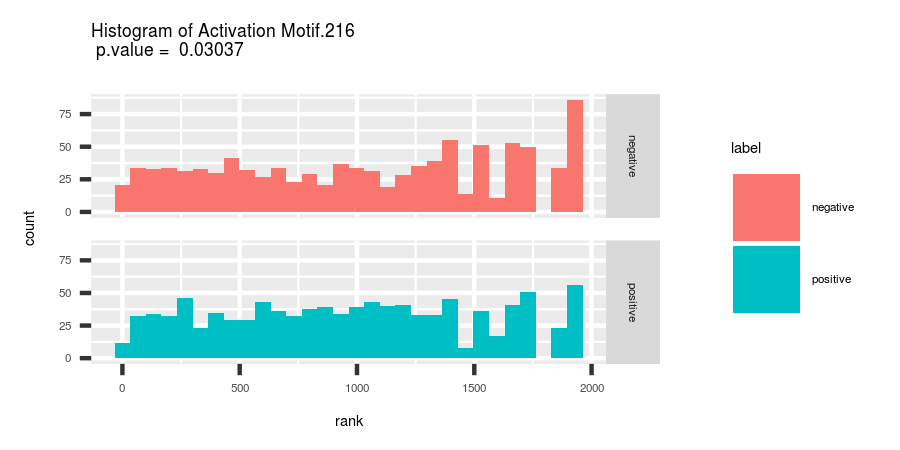 Histogram of Activation Motif.216
p.value = 0.03037
count
75
50
25
0
negative
75
50
25
0
positive
0 500 1000 1500 2000
rank
label
negative
positive